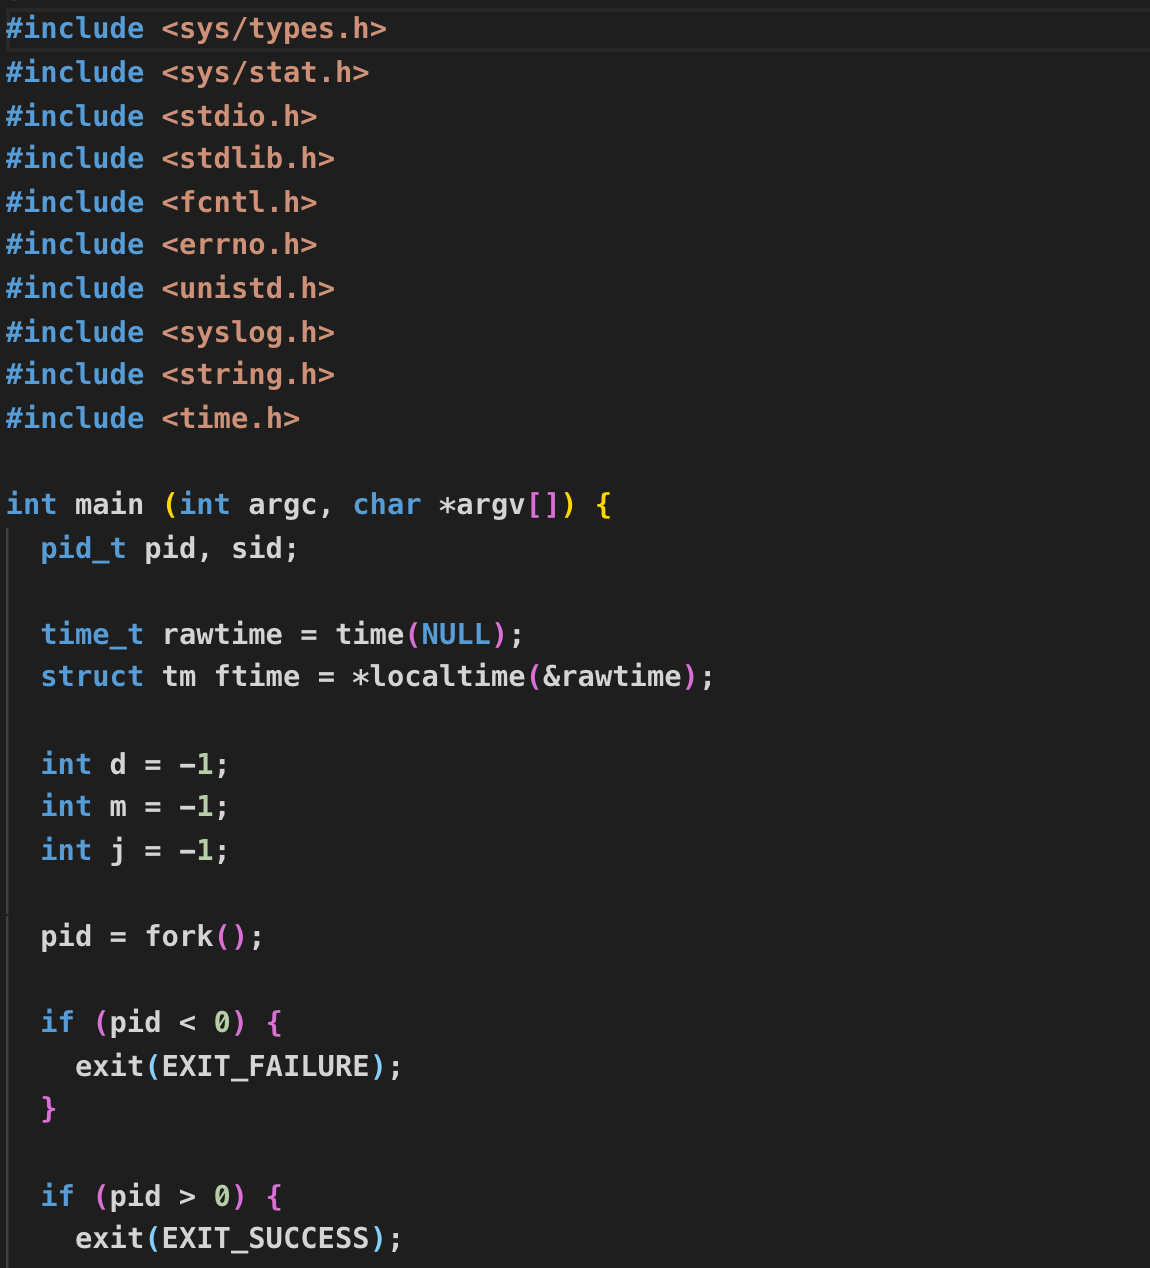 #include <sys/types.h>
#include <sys/stat.h>
#include <stdio.h>
#include <stdlib.h>
#include <fcntl.h>
#include <errno.h>
#include <unistd.h>
#include <syslog.h>
#include <string.h>
#include <time.h>

int main (int argc, char *argv[]) {
  pid_t pid, sid;

  time_t rawtime = time(NULL);
  struct tm ftime = *localtime(&rawtime);

  int d = -1;
  int m = -1;
  int j = -1;

  pid = fork();

  if (pid < 0) {
    exit(EXIT_FAILURE);
  }

  if (pid > 0) {
    exit(EXIT_SUCCESS);